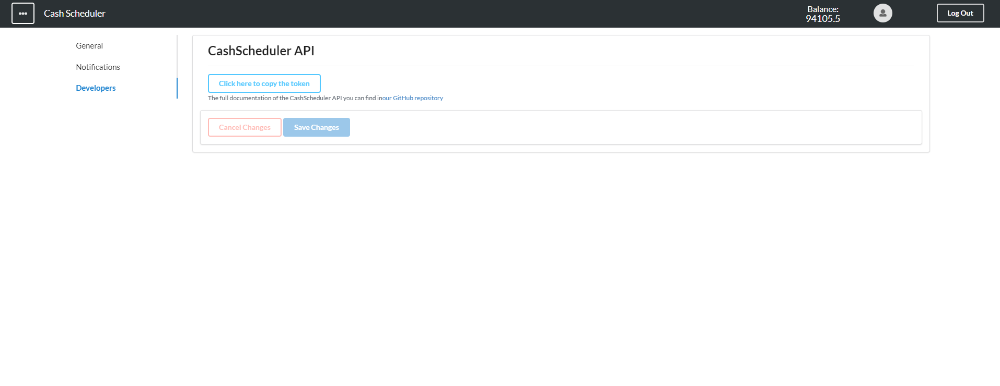 Cash Scheduler
Balance:
94105.5
Log Out
General
Notifications
Developers
CashScheduler API
Click here to copy the token
The full documentation of the CashScheduler API you can find inour GitHub repository
Cancel Changes
Save Changes